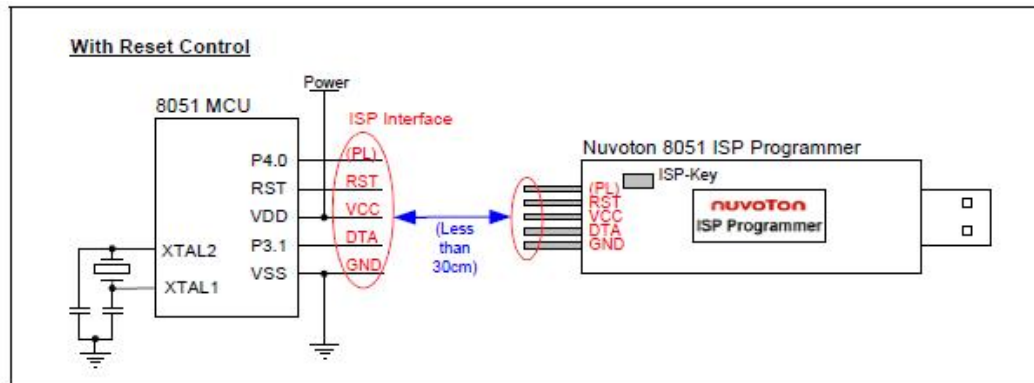 With Reset Control
Power
8051 MCU
ISP Interface
P4.0
(PL)
RST
RST
VDD
VCC
P3.1
DTA
VSS
GND
XTAL2
XTAL1
(Less
than
30cm)
Nuvoton 8051 ISP Programmer
(PL)
RST
VCC
DTA
GND
ISP-Key
nuvoTon
ISP Programmer